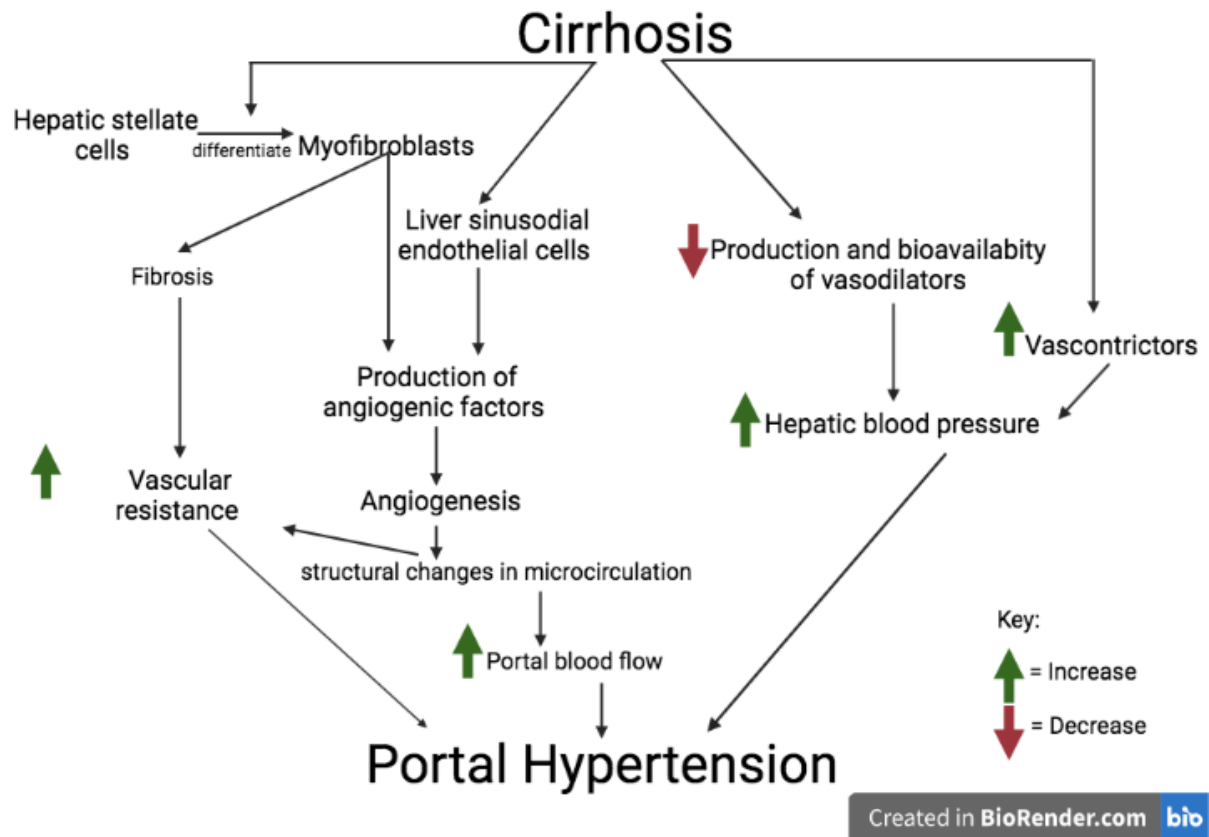 Cirrhosis
Hepatic stellate
cells
differentiate
Myofibroblasts
Liver sinusodial
endothelial cells
Production and bioavailabity
of vasodilators
Fibrosis
Vascontrictors
Production of
angiogenic factors
Hepatic blood pressure
Vascular
resistance
Angiogenesis
structural changes in microcirculation
Portal blood flow
Key:
= Increase
= Decrease
Portal Hypertension
Created in BioRender.com bio